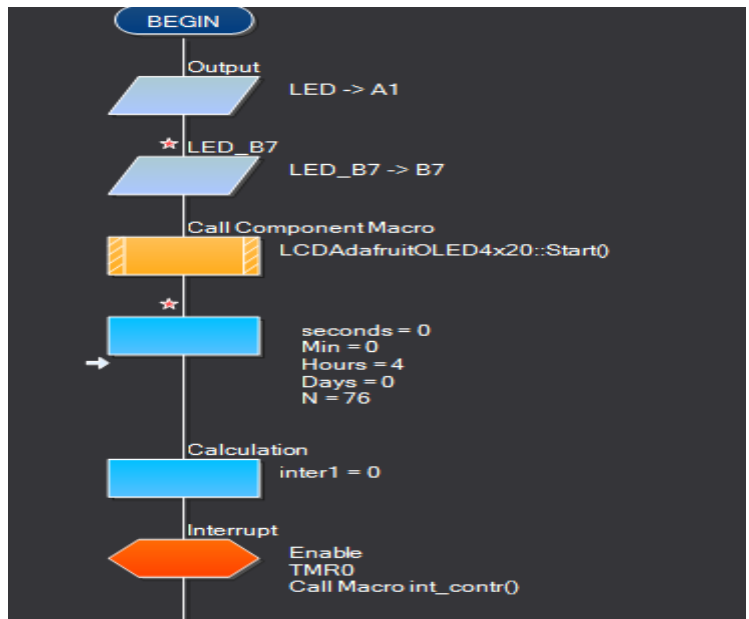 BEGIN
Output
LED -> A1
LED_B7
LED_B7 -> B7
Call Component Macro
LCDAdafruitOLED4x20::Start()
seconds = 0
Min = 0
Hours = 4
Days = 0
N = 76
Calculation
inter1 = 0
Interrupt
Enable
TMR0
Call Macro int_contr()